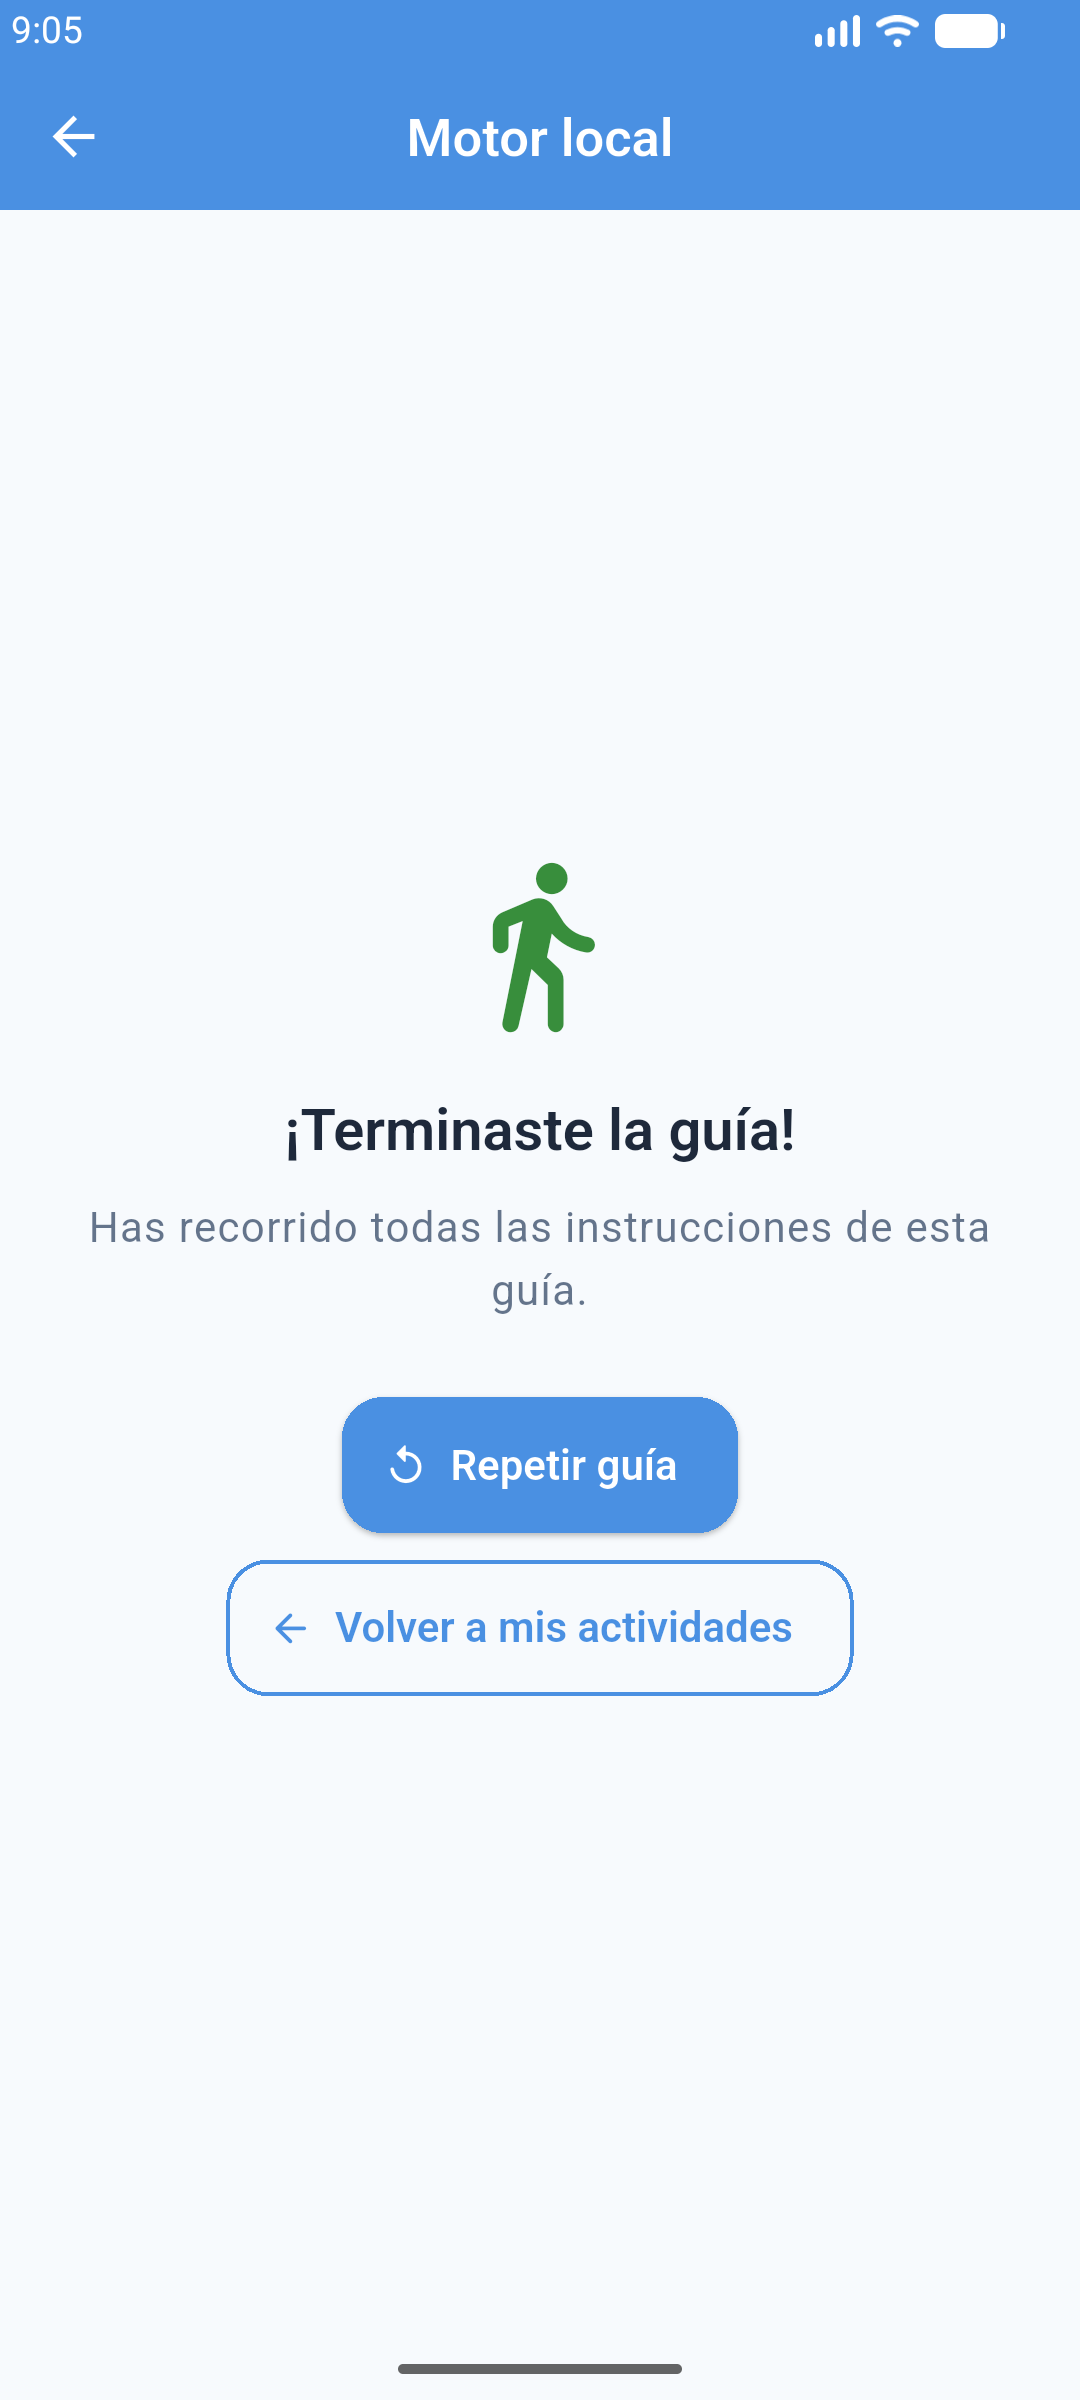 9:05
Motor local
¡Terminaste la guía!
Has recorrido todas las instrucciones de esta
guía.
Repetir guía
Volver a mis actividades